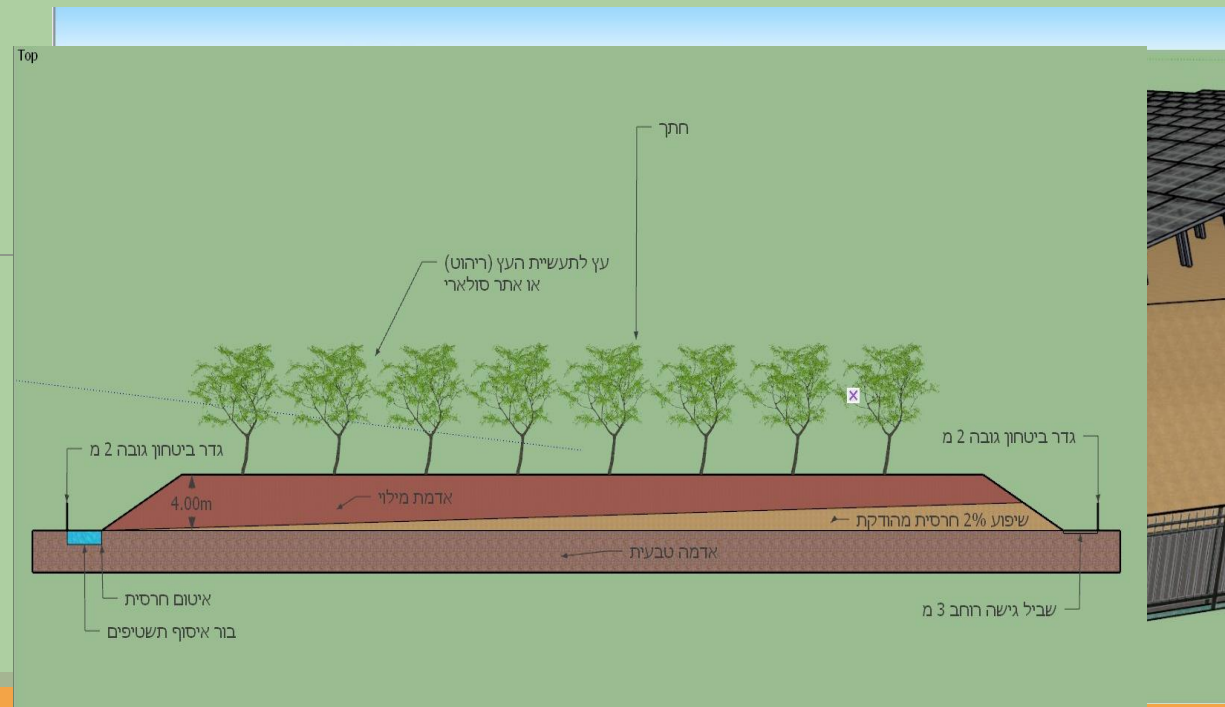 Top
חתך
עץ לתעשיית העץ (ריהוט)
או אתר סולארי
גדר ביטחון גובה 2 מ
גדר ביטחון גובה 2 מ
4.00m
אדמת מילוי
שיפוע 2% חרסית מהודקת
אדמה טבעית
איטום חרסית
שביל גישה רוחב 3 מ
בור איסוף תשטיפים